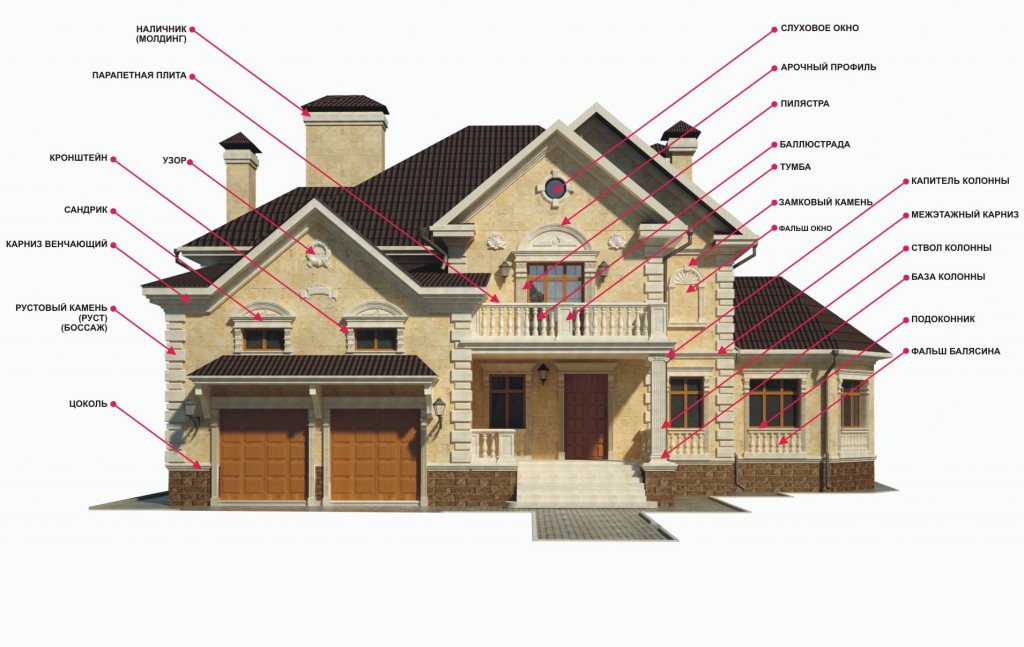 НАЛИЧНИК
(МОЛДИНГ)
ПАРАПЕТНАЯ ПЛИТА
КРОНШТЕЙН
УЗОР
САНДРИК
КАРНИЗ ВЕНЧАЮЩИЙ
РУСТОВЫЙ КАМЕНЬ
(РУСТ)
(БОССАЖ)
ЦОКОЛЬ
СЛУХОВОЕ ОКНО
АРОЧНЫЙ ПРОФИЛЬ
ПИЛЯСТРА
БАЛЛЮСТРАДА
ТУМБА
ЗАМКОВЫЙ КАМЕНЬ
ФАЛЬШ ОКНО
КАПИТЕЛЬ КОЛОННЫ
МЕЖЭТАЖНЫЙ КАРНИЗ
СТВОЛ КОЛОННЫ
БАЗА КОЛОННЫ
ПОДОКОННИК
ФАЛЬШ БАЛЯСИНА